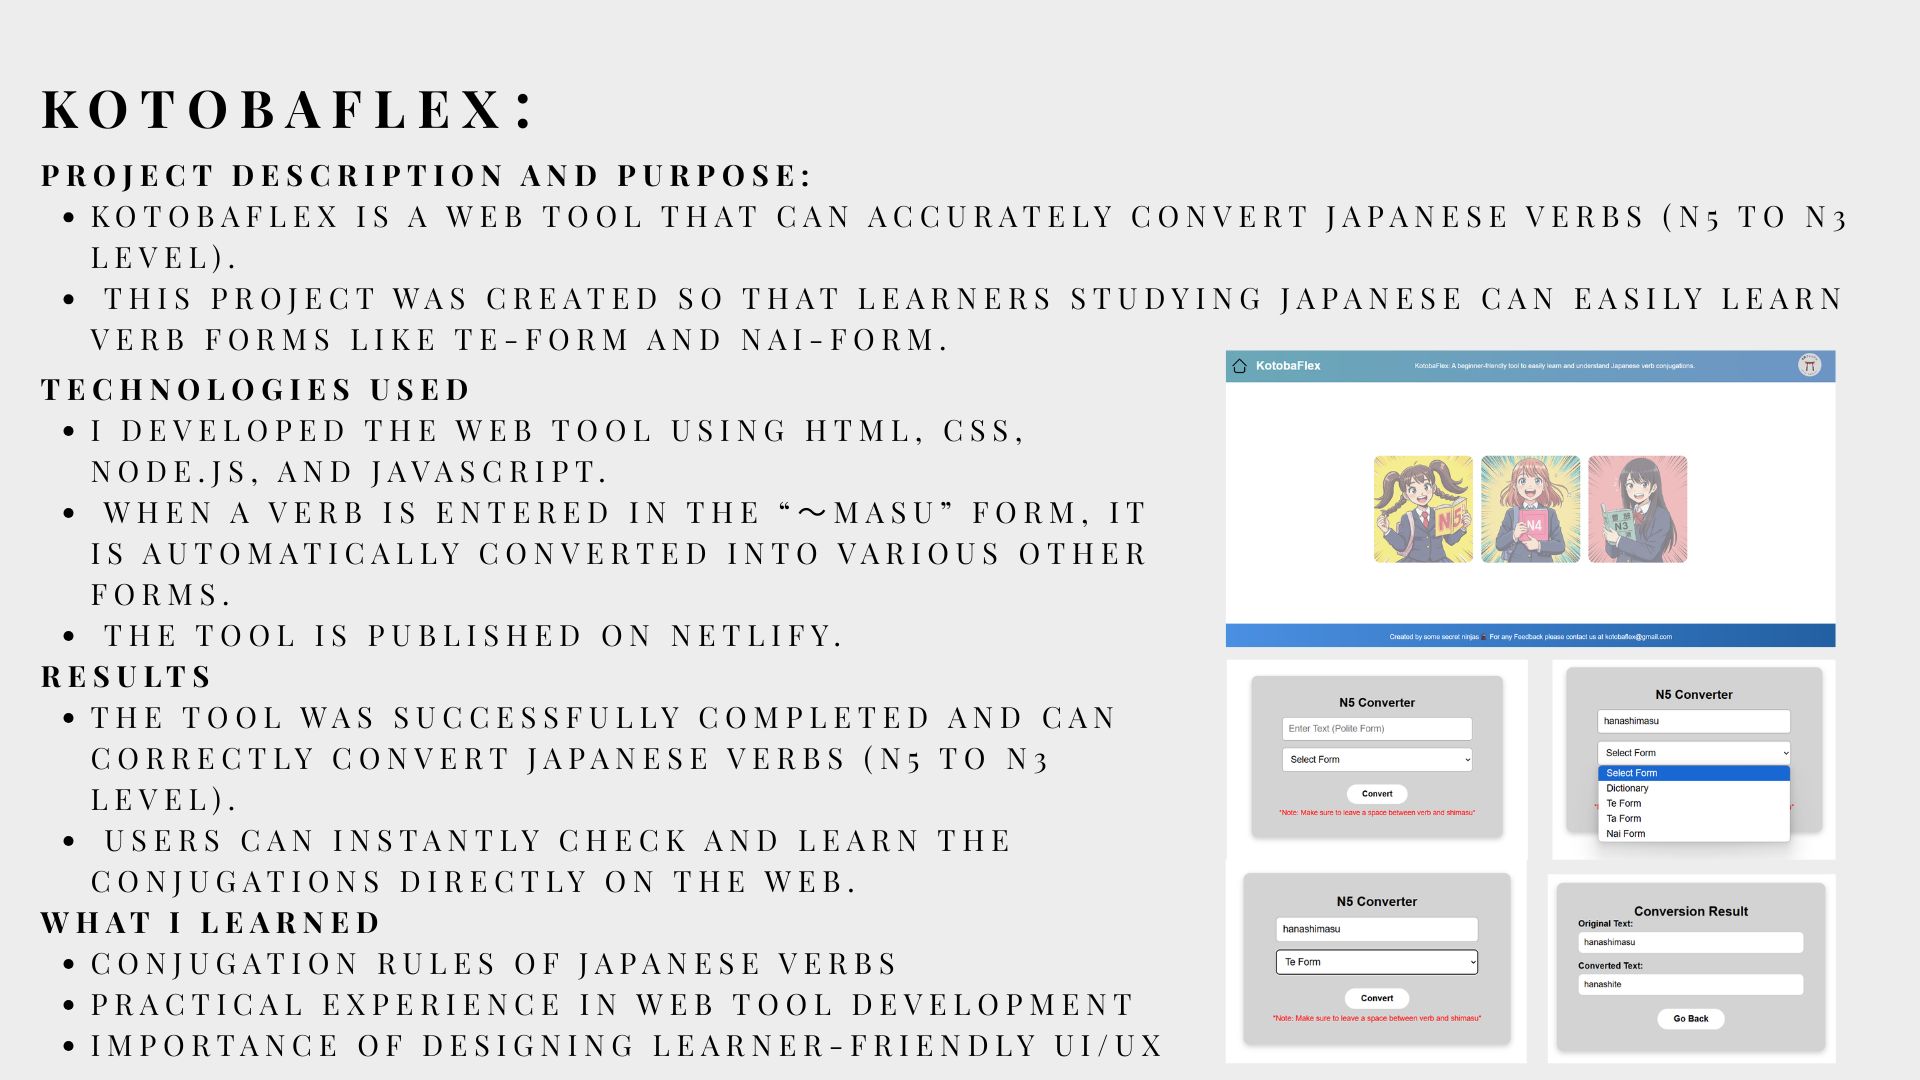 KOTOBAFLEX:
PROJECT DESCRIPTION AND PURPOSE:
• KOTOBAFLEX IS A WEB TOOL THAT CAN ACCURATELY CONVERT JAPANESE VERBS (N5 TO N3
LEVEL).
• THIS PROJECT WAS CREATED SO THAT LEARNERS STUDYING JAPANESE CAN EASILY LEARN
VERB FORMS LIKE TE-FORM AND NAI-FORM.
TECHNOLOGIES USED
• I DEVELOPED THE WEB TOOL USING HTML, CSS,
NODE.JS, AND JAVASCRIPT.
• WHEN A VERB IS ENTERED IN THE “～MASU” FORM, IT
IS AUTOMATICALLY CONVERTED INTO VARIOUS OTHER
FORMS.
• THE TOOL IS PUBLISHED ON NETLIFY.
RESULTS
• THE TOOL WAS SUCCESSFULLY COMPLETED AND CAN
CORRECTLY CONVERT JAPANESE VERBS (N5 TO N3
LEVEL).
• USERS CAN INSTANTLY CHECK AND LEARN THE
CONJUGATIONS DIRECTLY ON THE WEB.
WHAT I LEARNED
• CONJUGATION RULES OF JAPANESE VERBS
• PRACTICAL EXPERIENCE IN WEB TOOL DEVELOPMENT
• IMPORTANCE OF DESIGNING LEARNER-FRIENDLY UI/UX
KotobaFlex
KotobaFlex: A beginner-friendly tool to easily learn and understand Japanese verb conjugations.
N5
N4
N3
Created by some secret ninjas For any Feedback please contact us at kotobaflex@gmail.com
N5 Converter
Enter Text (Polite Form)
Select Form
Convert
*Note: Make sure to leave a space between verb and shimasu*
N5 Converter
hanashimasu
Select Form
Select Form
Dictionary
Te Form
Ta Form
Nai Form
N5 Converter
hanashimasu
Te Form
Convert
*Note: Make sure to leave a space between verb and shimasu*
Conversion Result
Original Text:
hanashimasu
Converted Text:
hanashite
Go Back